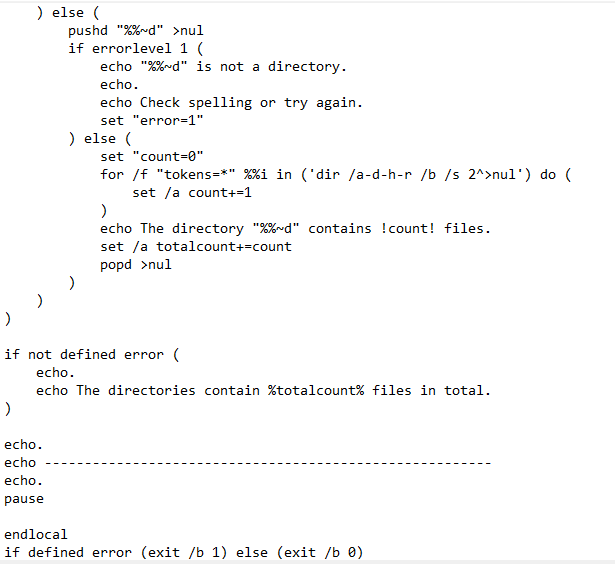 ) else (
        pushd "%%~d" >nul
        if errorlevel 1 (
            echo "%%~d" is not a directory.
            echo.
            echo Check spelling or try again.
            set "error=1"
        ) else (
            set "count=0"
            for /f "tokens=*" %%i in ('dir /a-d-h-r /b /s 2^>nul') do (
                set /a count+=1
            )
            echo The directory "%%~d" contains !count! files.
            set /a totalcount+=count
            popd >nul
        )
    )
)

if not defined error (
    echo.
    echo The directories contain %totalcount% files in total.
)

echo.
echo --------------------------------------------------------
echo.
pause

endlocal
if defined error (exit /b 1) else (exit /b 0)